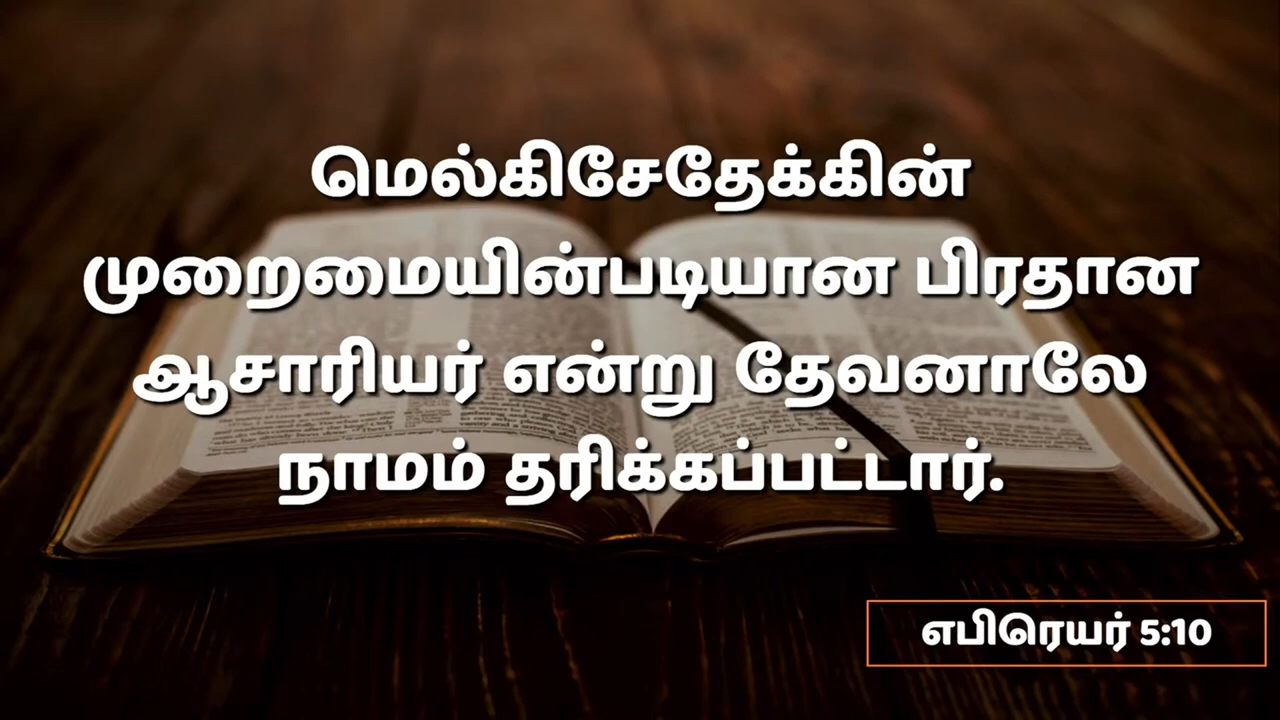 மெல்கிசேதேக்கின்
முறைமையின்படியான பிரதான
ஆசாரியர் என்று தேவனாலே
நாமம் தரிக்கப்பட்டார்.
எபிரெயர் 5:10